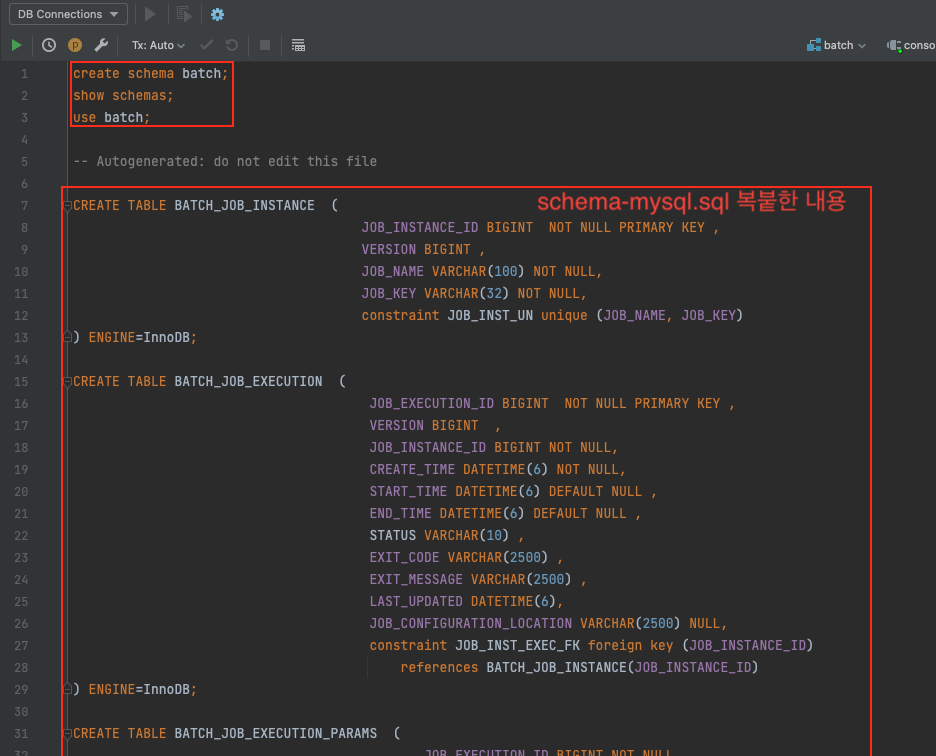 DB Connections
Tx: Auto
batch
conso
1 create schema batch;
2 show schemas;
3 use batch;
4
5 -- Autogenerated: do not edit this file
6
schema-mysql.sql 복붙한 내용
7 CREATE TABLE BATCH_JOB_INSTANCE (
8 JOB_INSTANCE_ID BIGINT NOT NULL PRIMARY KEY ,
9 VERSION BIGINT ,
10 JOB_NAME VARCHAR(100) NOT NULL,
11 JOB_KEY VARCHAR(32) NOT NULL,
12 constraint JOB_INST_UN unique (JOB_NAME, JOB_KEY)
13 ) ENGINE=InnoDB;
14
15 CREATE TABLE BATCH_JOB_EXECUTION (
16 JOB_EXECUTION_ID BIGINT NOT NULL PRIMARY KEY ,
17 VERSION BIGINT ,
18 JOB_INSTANCE_ID BIGINT NOT NULL,
19 CREATE_TIME DATETIME(6) NOT NULL,
20 START_TIME DATETIME(6) DEFAULT NULL ,
21 END_TIME DATETIME(6) DEFAULT NULL ,
22 STATUS VARCHAR(10) ,
23 EXIT_CODE VARCHAR(2500) ,
24 EXIT_MESSAGE VARCHAR(2500) ,
25 LAST_UPDATED DATETIME(6),
26 JOB_CONFIGURATION_LOCATION VARCHAR(2500) NULL,
27 constraint JOB_INST_EXEC_FK foreign key (JOB_INSTANCE_ID)
28 references BATCH_JOB_INSTANCE(JOB_INSTANCE_ID)
29 ) ENGINE=InnoDB;
30
31 CREATE TABLE BATCH_JOB_EXECUTION_PARAMS (
32 JOB_EXECUTION_ID BIGINT NOT NULL